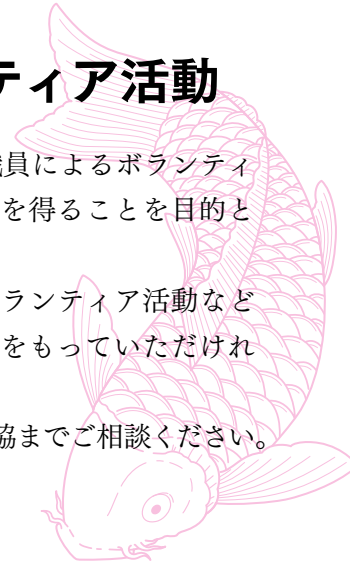 ティア活動
員によるボランティ
を得ることを目的と
ランティア活動など
をもっていただけれ
協までご相談ください。